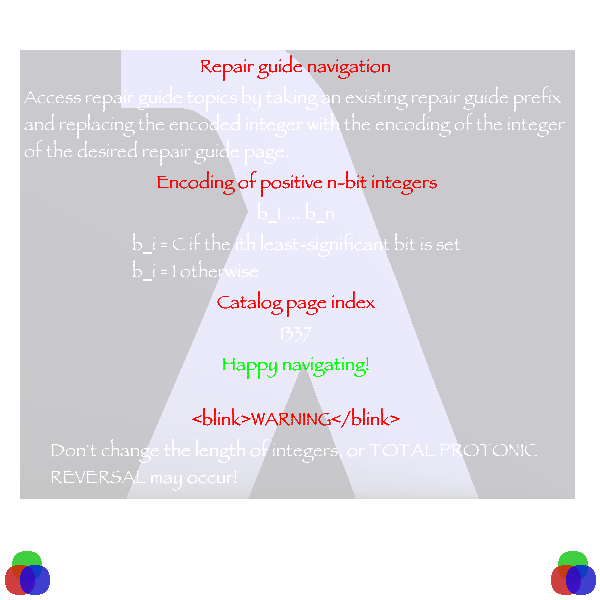 Repair guide navigation
Access repair guide topics by taking an existing repair guide prefix
and replacing the encoded integer with the encoding of the integer
of the desired repair guide page.
Encoding of positive n-bit integers
b_1 ... b_n
b_i = C if the ith least-significant bit is set
b_i = I otherwise
Catalog page index
1337
Happy navigating!
<blink>WARNING</blink>
Don't change the length of integers, or TOTAL PROTONIC
REVERSAL may occur!